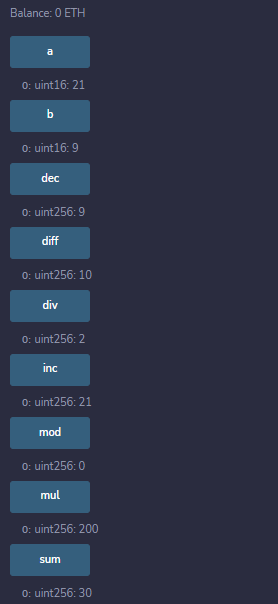 Balance: 0 ETH
a
0: uint16: 21
b
0: uint16: 9
dec
0: uint256: 9
diff
0: uint256: 10
div
0: uint256: 2
inc
0: uint256: 21
mod
0: uint256: 0
mul
0: uint256: 200
sum
0: uint256: 30